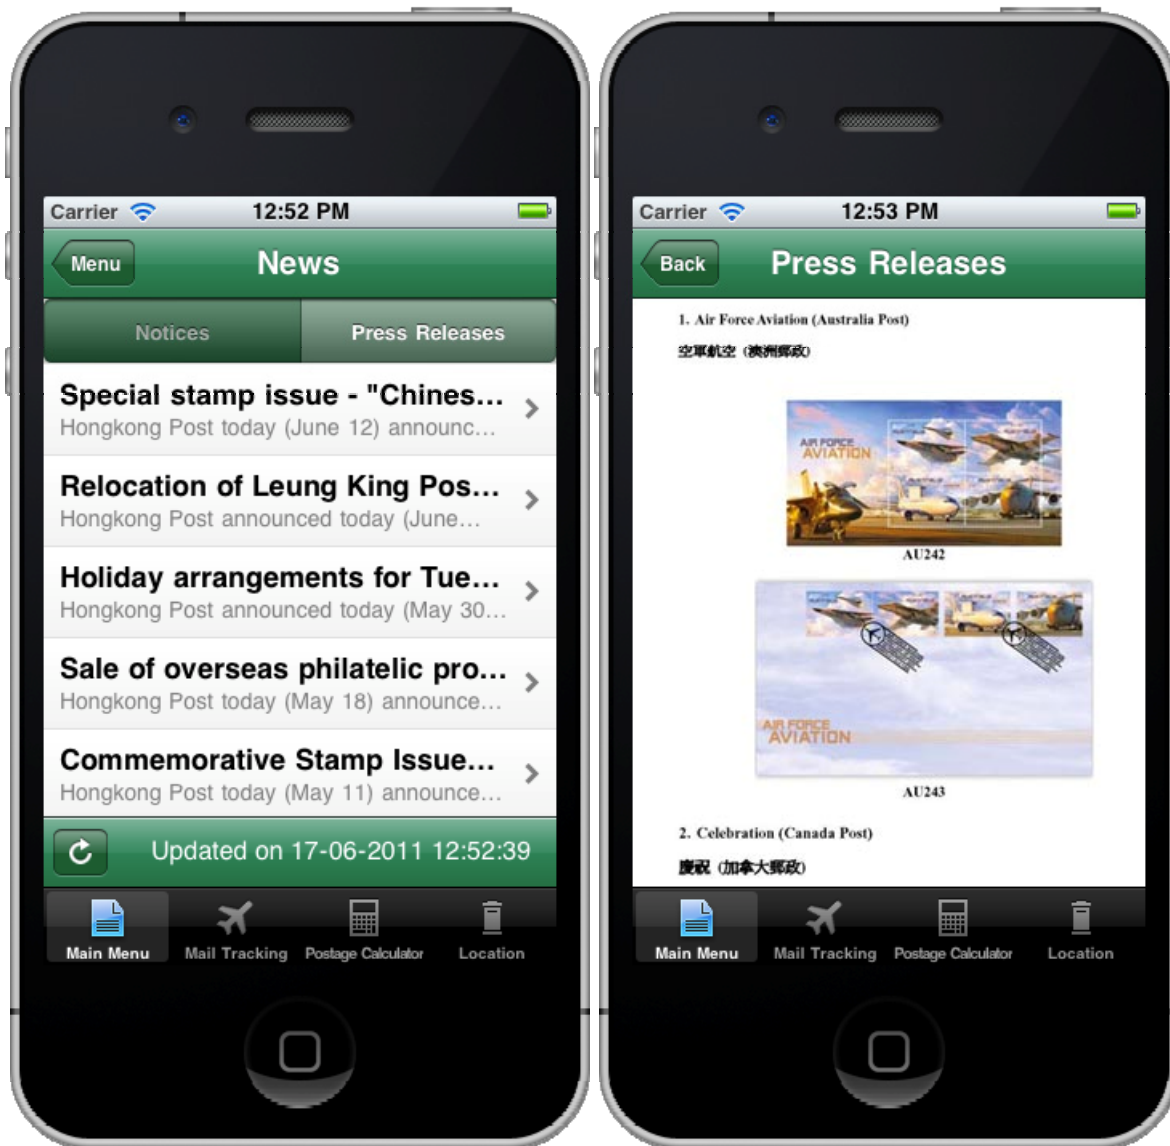 Carrier 12:52 PM
Menu News
Notices Press Releases
Special stamp issue - "Chines...
Hongkong Post today (June 12) announc...
Relocation of Leung King Pos...
Hongkong Post announced today (June...
Holiday arrangements for Tue...
Hongkong Post announced today (May 30...
Sale of overseas philatelic pro...
Hongkong Post today (May 18) announce...
Commemorative Stamp Issue...
Hongkong Post today (May 11) announce...
Updated on 17-06-2011 12:52:39
Main Menu Mail Tracking Postage Calculator Location
Carrier 12:53 PM
Back Press Releases
1. Air Force Aviation (Australia Post)
空軍航空 (澳洲郵政)
AIR FORCE
AVIATION
AU242
AIR FORCE
AVIATION
AU243
2. Celebration (Canada Post)
慶祝 (加拿大郵政)
Main Menu Mail Tracking Postage Calculator Location